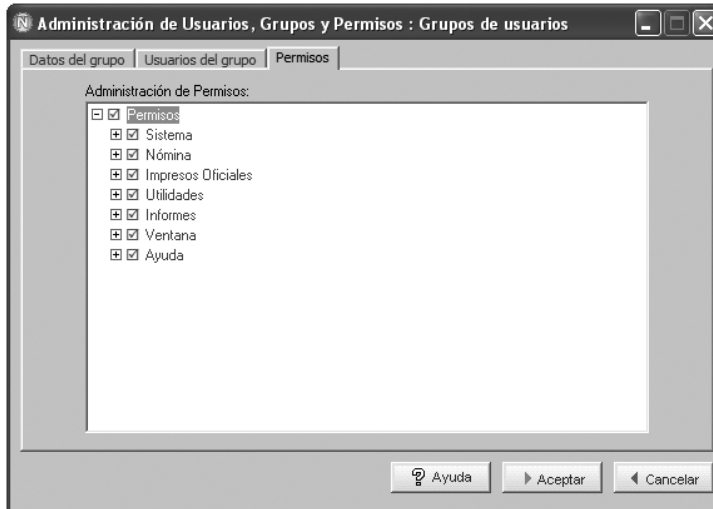 Administración de Usuarios, Grupos y Permisos : Grupos de usuarios
Datos del grupo Usuarios del grupo Permisos
Administración de Permisos:
Permisos
Sistema
Nómina
Impresos Oficiales
Utilidades
Informes
Ventana
Ayuda
Ayuda Aceptar Cancelar